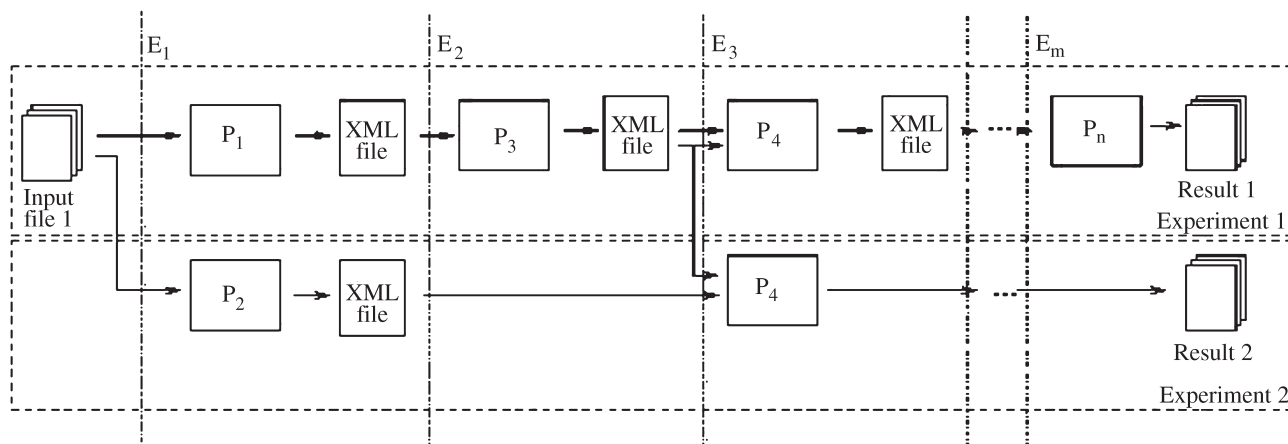 E1
E2
E3
Em
P1
XML
file
P3
XML
file
P4
XML
file
Pn
Input
file 1
Result 1
Experiment 1
P2
XML
file
P4
Result 2
Experiment 2